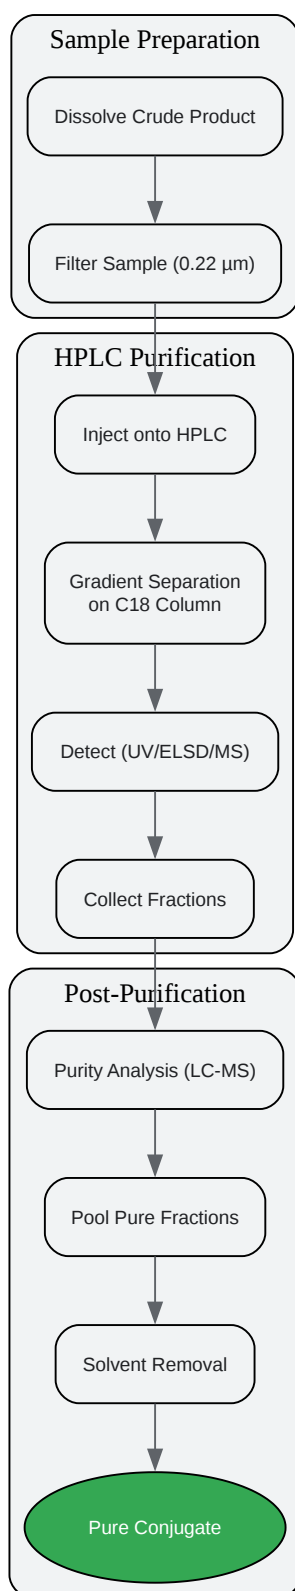 Sample Preparation
Dissolve Crude Product
Filter Sample (0.22 µm)
HPLC Purification
Inject onto HPLC
Gradient Separation
on C18 Column
Detect (UV/ELSD/MS)
Collect Fractions
Post-Purification
Purity Analysis (LC-MS)
Pool Pure Fractions
Solvent Removal
Pure Conjugate